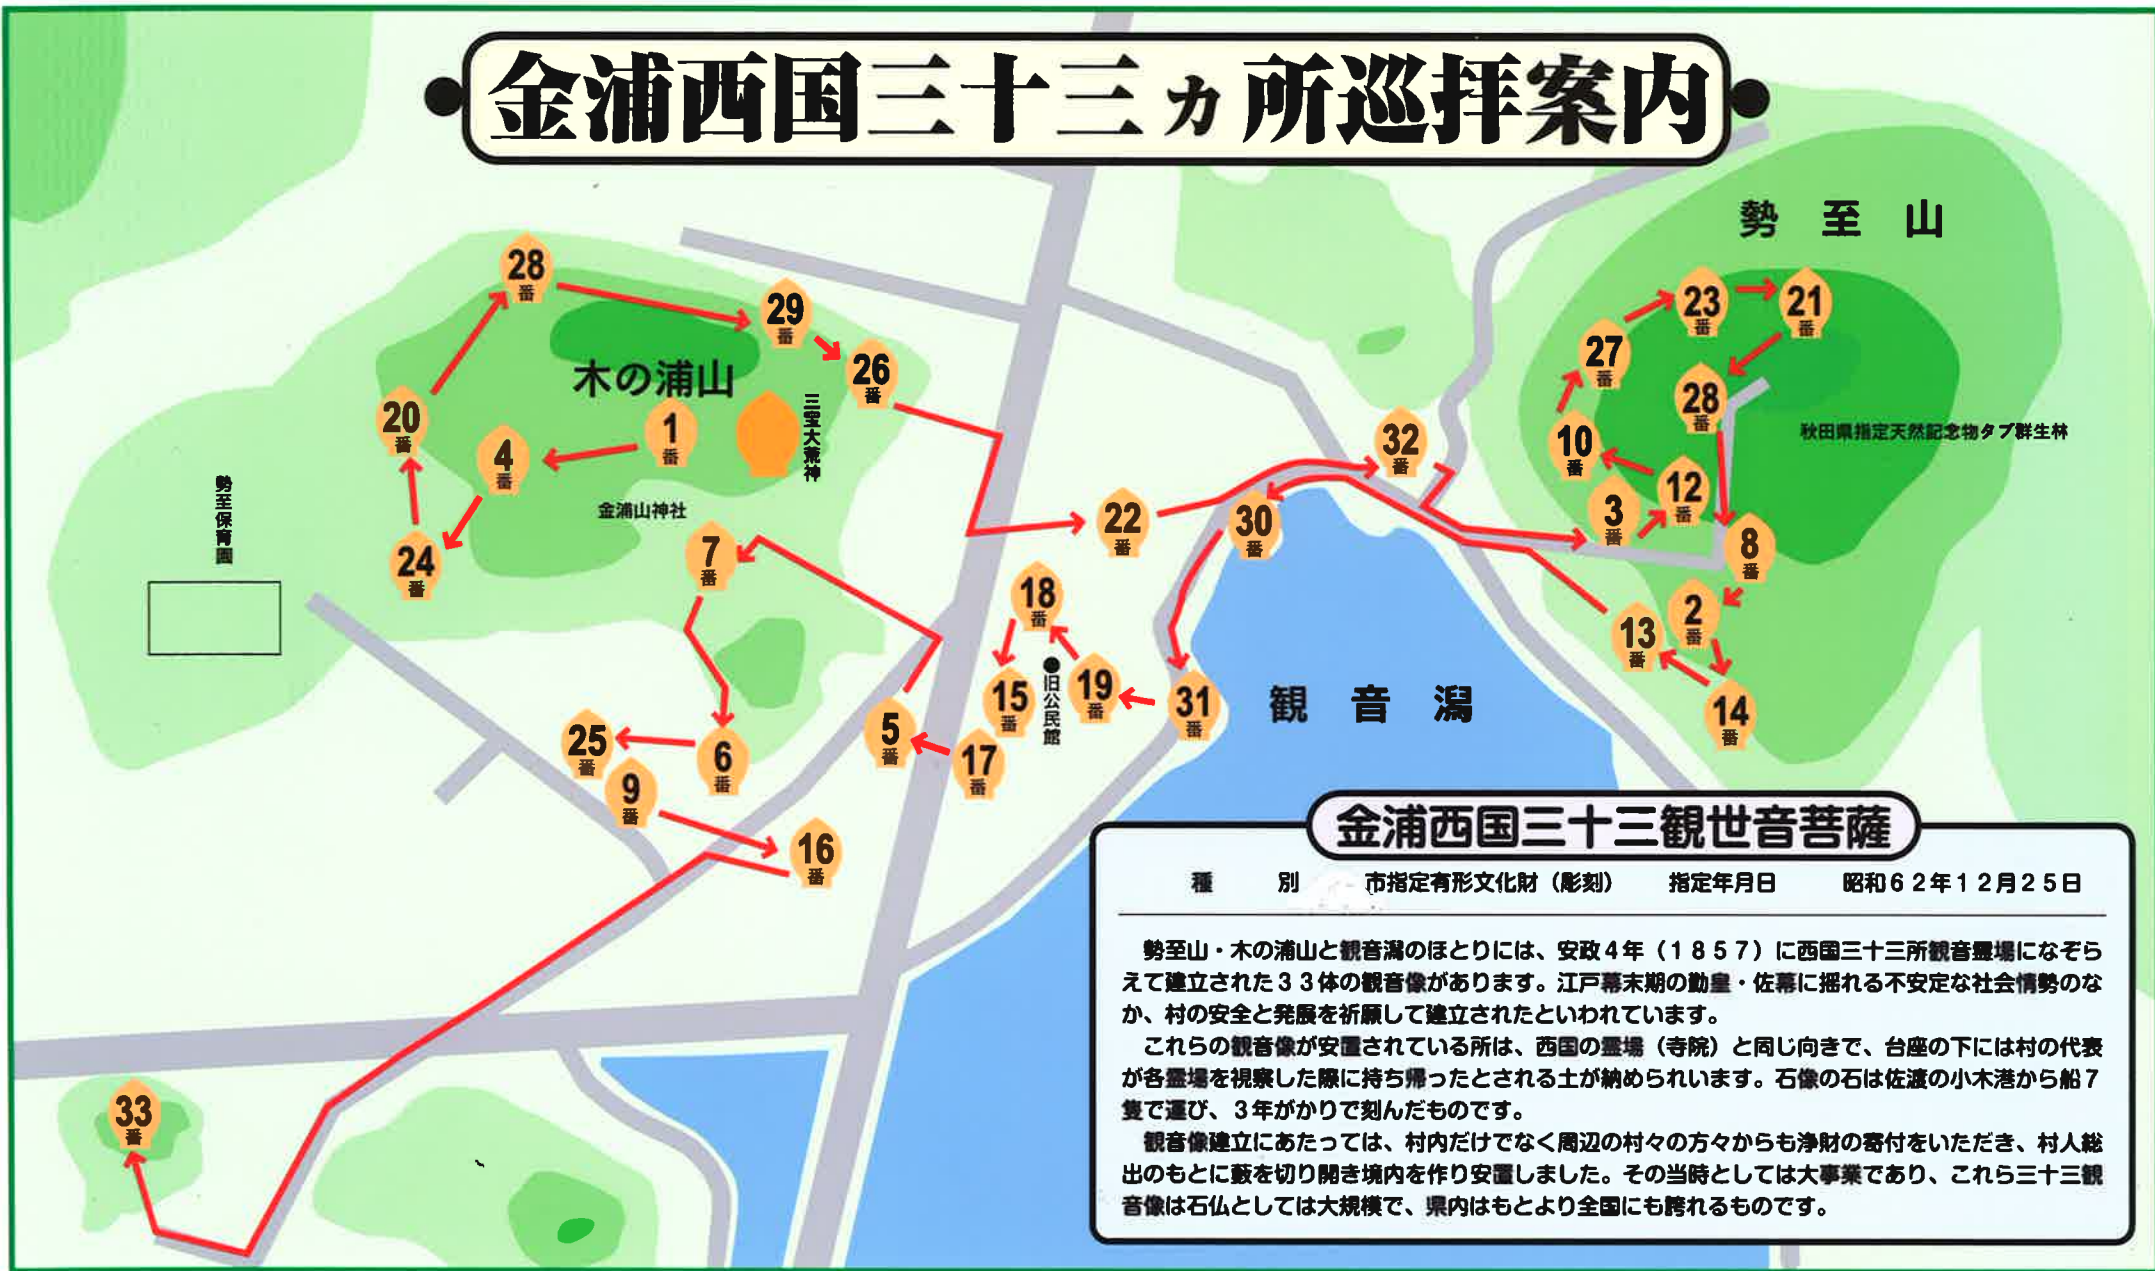 金浦西国三十三ヵ所巡拝案内
勢至山
28番
29番
23番
21番
27番
木の浦山
26番
28番
三宝大荒神
20番
1番
4番
32番
10番
秋田県指定天然記念物タブ群生林
勢至保育園
金浦山神社
12番
3番
22番
30番
7番
24番
8番
18番
2番
13番
旧公民館
15番
19番
31番
観音潟
14番
25番
5番
6番
17番
9番
16番
33番
金浦西国三十三観世音菩薩
種別 市指定有形文化財（彫刻） 指定年月日 昭和62年12月25日
勢至山・木の浦山と観音潟のほとりには、安政4年（1857）に西国三十三所観音霊場になぞら
えて建立された33体の観音像があります。江戸幕末期の勤皇・佐幕に揺れる不安定な社会情勢のな
か、村の安全と発展を祈願して建立されたといわれています。
これらの観音像が安置されている所は、西国の霊場（寺院）と同じ向きで、台座の下には村の代表
が各霊場を視察した際に持ち帰ったとされる土が納められいます。石像の石は佐渡の小木港から船7
隻で運び、3年がかりで刻んだものです。
観音像建立にあたっては、村内だけでなく周辺の村々の方々からも浄財の寄付をいただき、村人総
出のもとに藪を切り開き境内を作り安置しました。その当時としては大事業であり、これら三十三観
音像は石仏としては大規模で、県内はもとより全国にも誇れるものです。